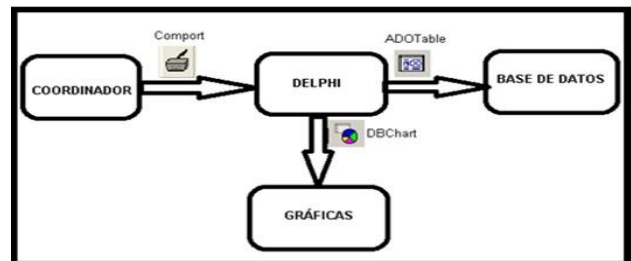 Comport
ADOTable
COORDINADOR
DELPHI
BASE DE DATOS
DBChart
GRÁFICAS